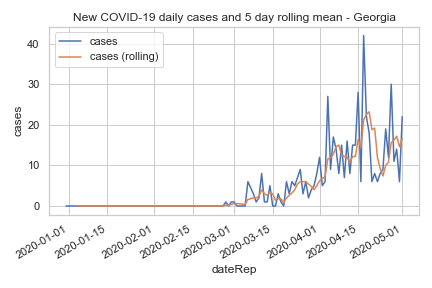 New COVID-19 daily cases and 5 day rolling mean - Georgia
cases
cases (rolling)
cases
40
30
20
10
0
2020-01-01
2020-01-15
2020-02-01
2020-02-15
2020-03-01
2020-03-15
2020-04-01
2020-04-15
2020-05-01
dateRep